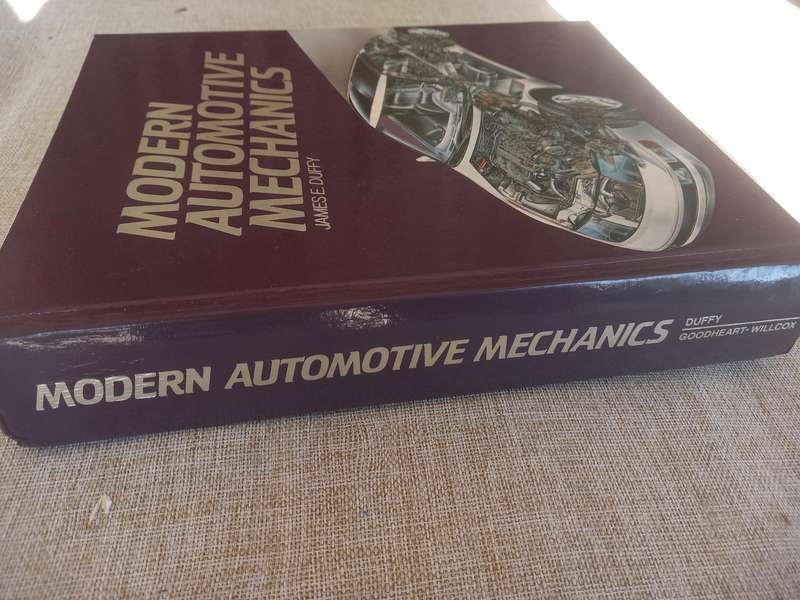 MODERN
AUTOMOTIVE
MECHANICS
JAMES E. DUFFY
MODERN AUTOMOTIVE MECHANICS
DUFFY
GOODHEART-WILLCOX